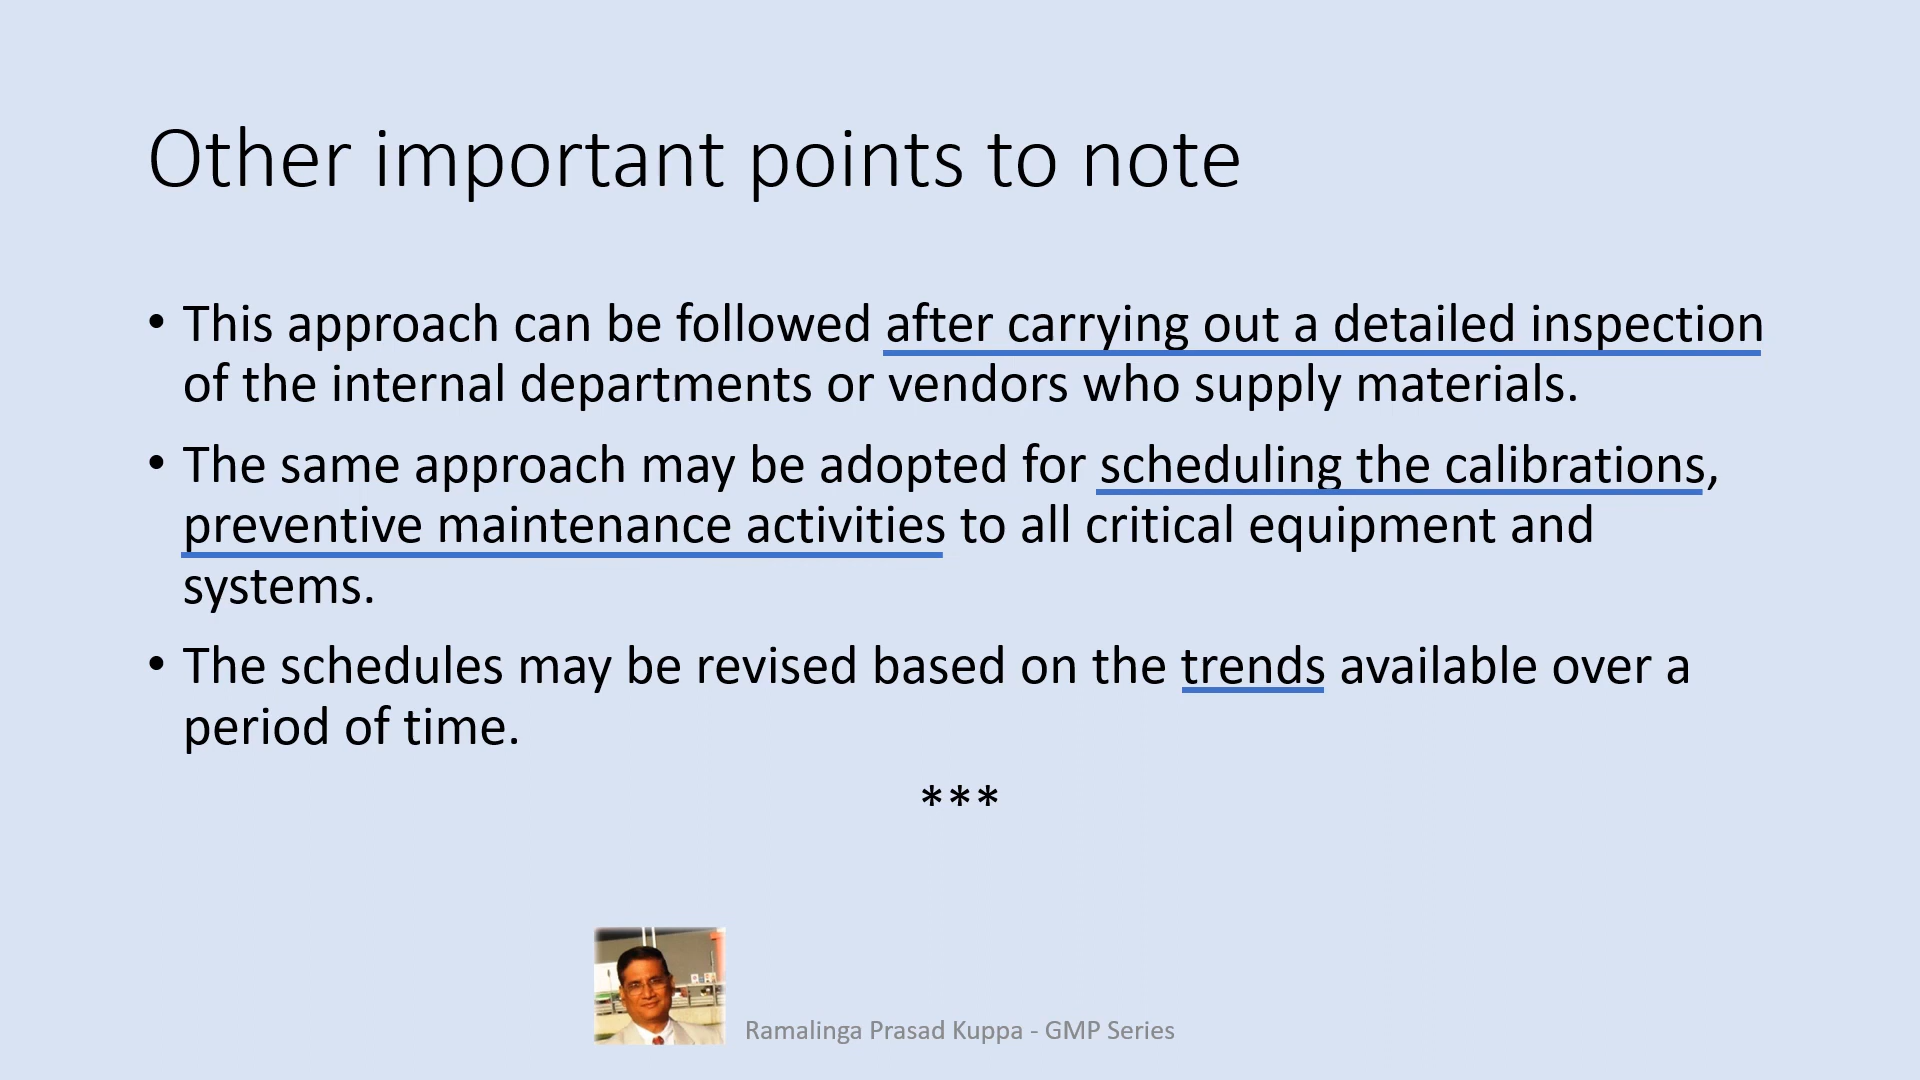 Other important points to note
• This approach can be followed after carrying out a detailed inspection
of the internal departments or vendors who supply materials.
• The same approach may be adopted for scheduling the calibrations,
preventive maintenance activities to all critical equipment and
systems.
• The schedules may be revised based on the trends available over a
period of time.
***
Ramalinga Prasad Kuppa - GMP Series